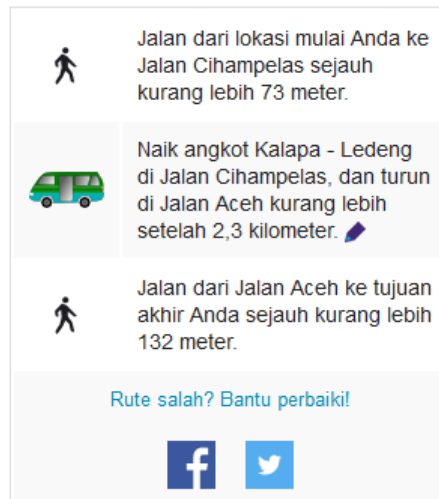 Jalan dari lokasi mulai Anda ke
Jalan Cihampelas sejauh
kurang lebih 73 meter.
Naik angkot Kalapa - Ledeng
di Jalan Cihampelas, dan turun
di Jalan Aceh kurang lebih
setelah 2,3 kilometer.
Jalan dari Jalan Aceh ke tujuan
akhir Anda sejauh kurang lebih
132 meter.
Rute salah? Bantu perbaiki!